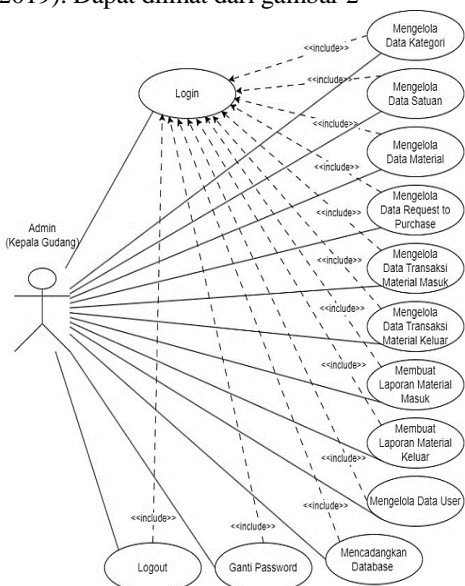 2019). Dapat dilihat dari gambar 2
Mengelola
Data Kategori
<<include>>
Login
<<include>>
Mengelola
Data Satuan
<<include>>
Mengelola
Data Material
<<include>>
Mengelola
Data Request to
Purchase
Admin
(Kepala Gudang)
<<include>>
Mengelola
Data Transaksi
Material Masuk
<<include>>
Mengelola
Data Transaksi
Material Keluar
<<include>>
Membuat
Laporan Material
Masuk
Membuat
Laporan Material
Keluar
<<include>>
Mengelola Data User
<<include>>
<<include>>
<<include>>
Logout
Ganti Password
Mencadangkan
Database